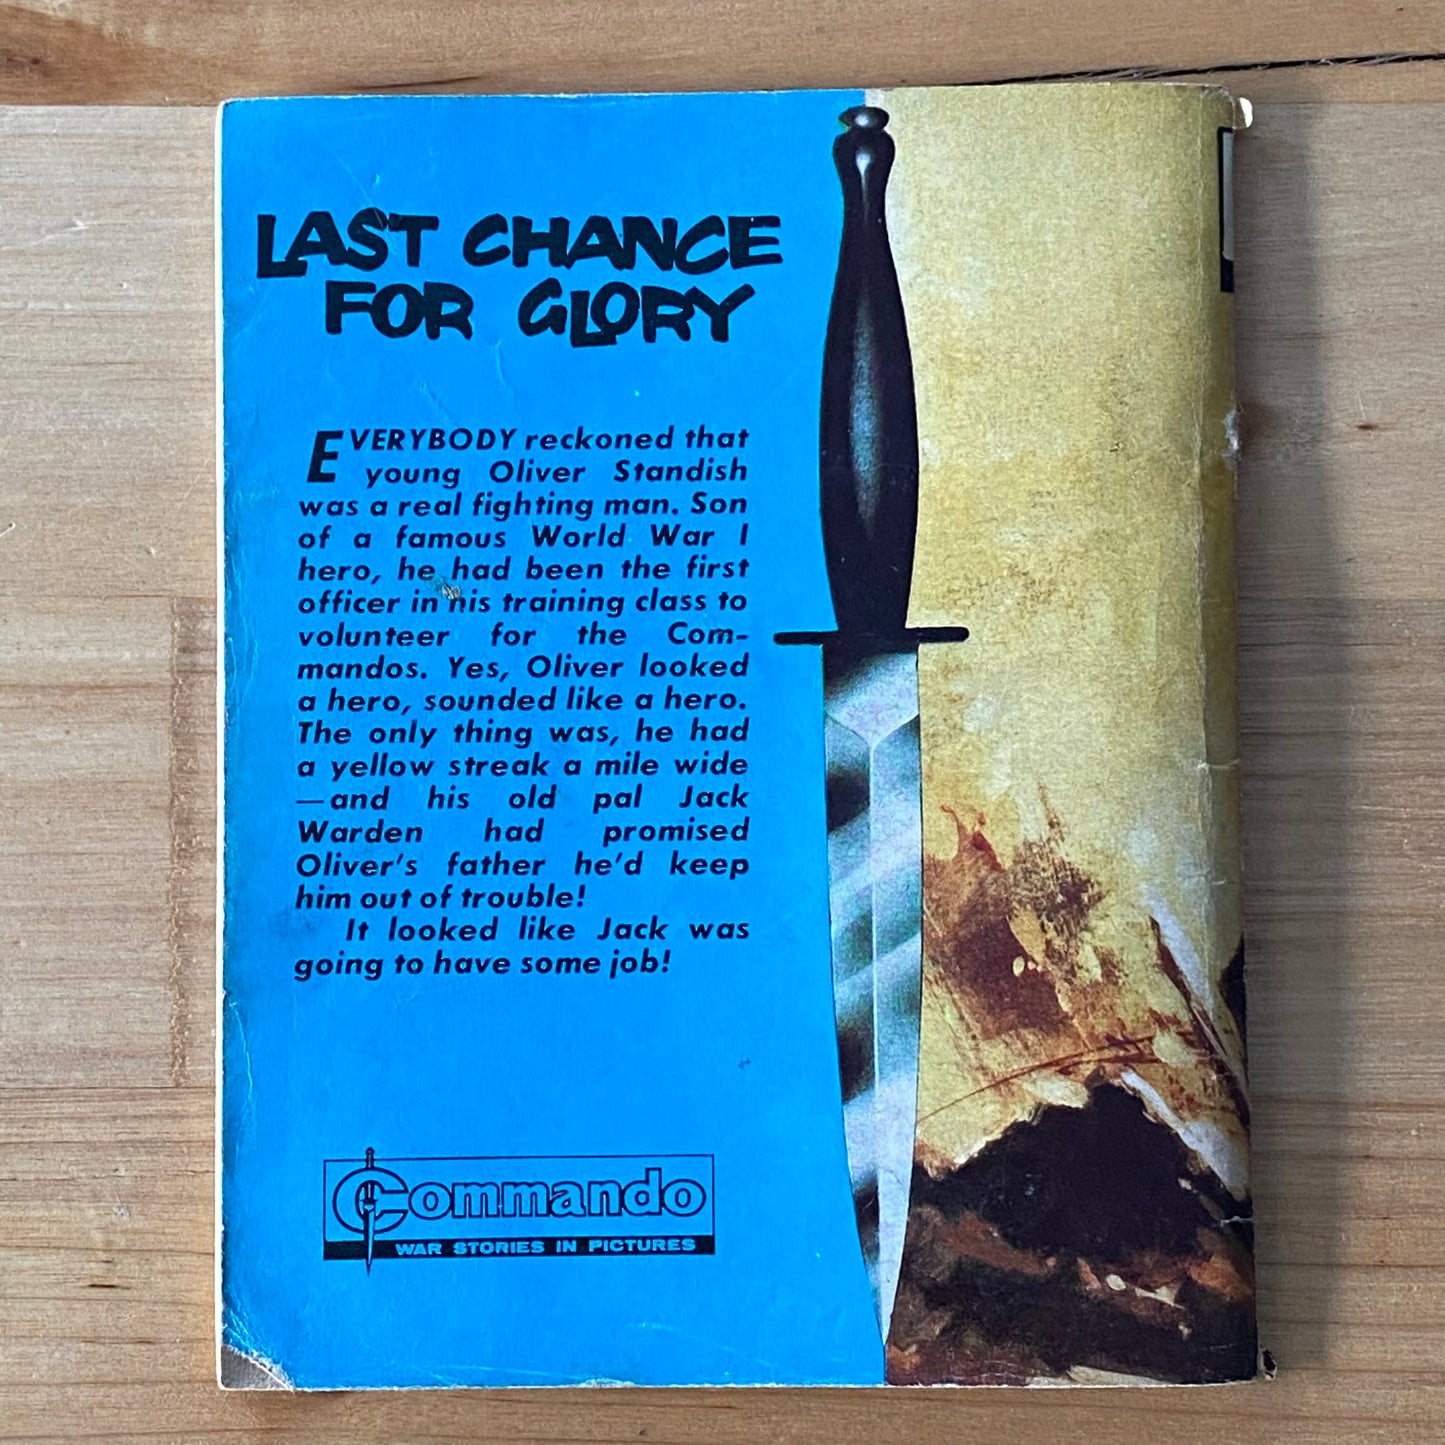 LAST CHANCE
FOR GLORY
EVERYBODY reckoned that
young Oliver Standish
was a real fighting man. Son
of a famous World War I
hero, he had been the first
officer in his training class to
volunteer for the Com-
mandos. Yes, Oliver looked
a hero, sounded like a hero.
The only thing was, he had
a yellow streak a mile wide
—and his old pal Jack
Warden had promised
Oliver's father he'd keep
him out of trouble!
It looked like Jack was
going to have some job!
Commando
WAR STORIES IN PICTURES